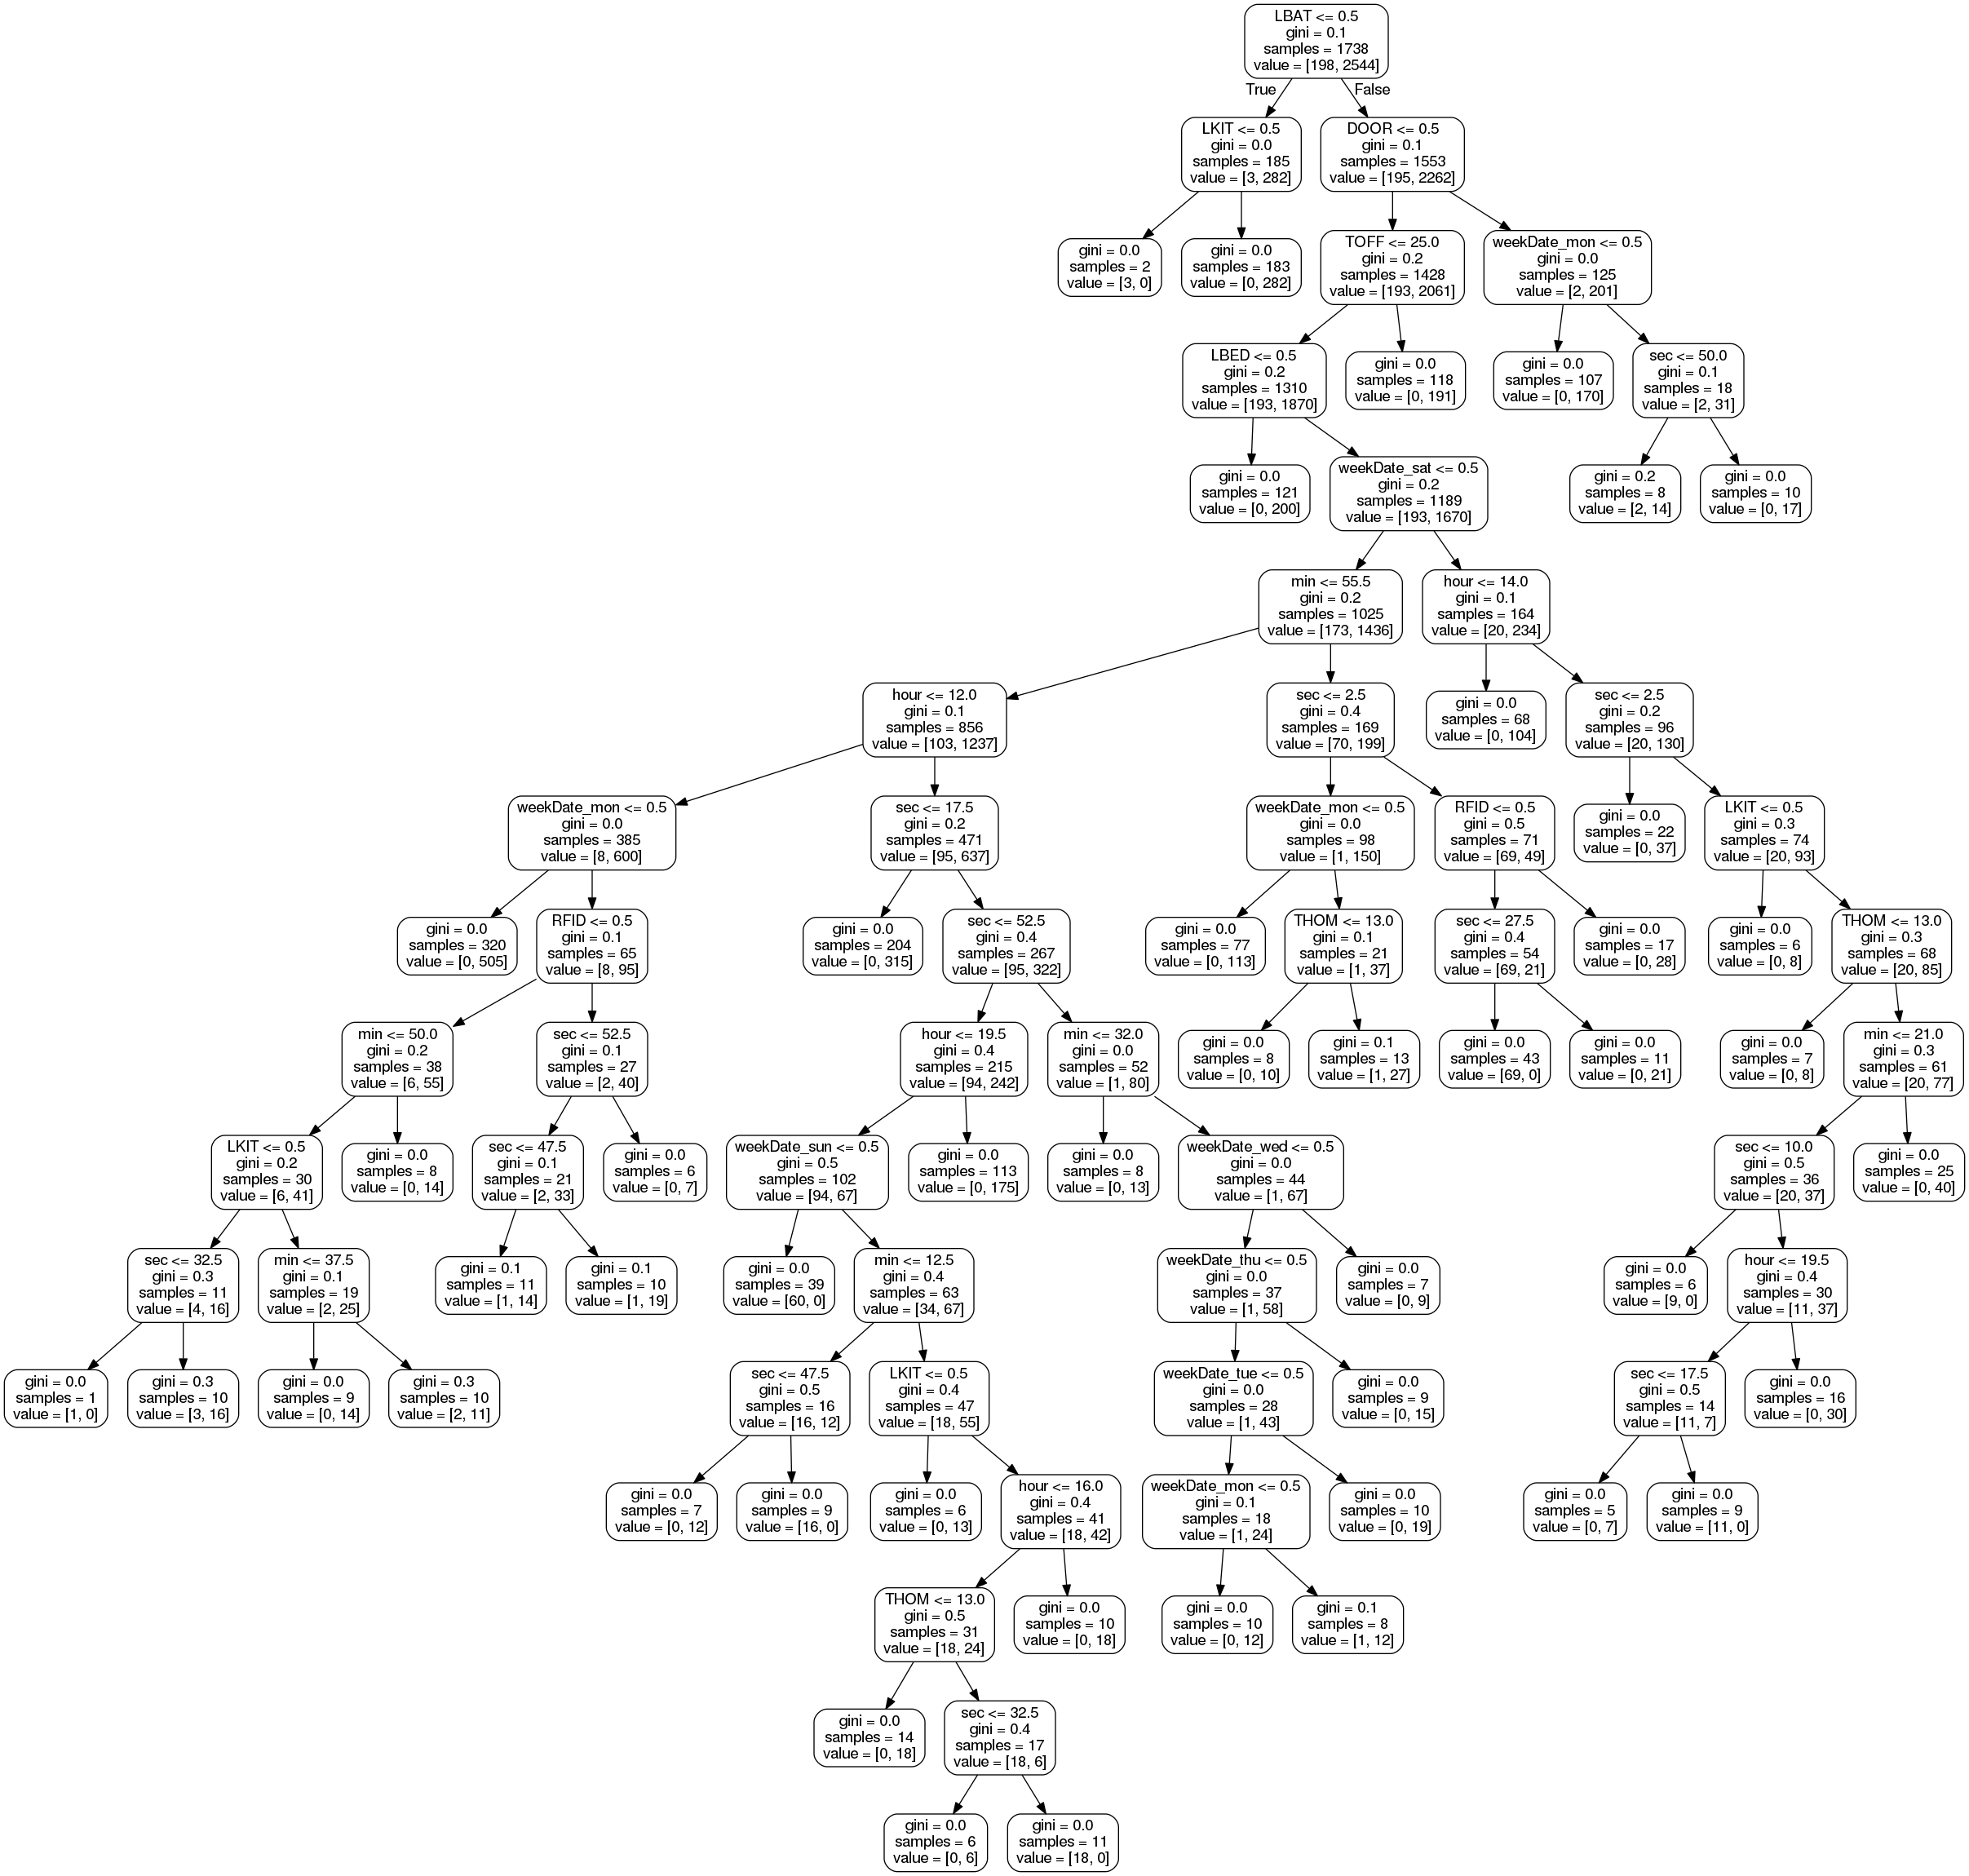 LBAT <= 0.5
gini = 0.1
samples = 1738
value = [198, 2544]
True
False
LKIT <= 0.5
gini = 0.0
samples = 185
value = [3, 282]
DOOR <= 0.5
gini = 0.1
samples = 1553
value = [195, 2262]
gini = 0.0
samples = 2
value = [3, 0]
gini = 0.0
samples = 183
value = [0, 282]
TOFF <= 25.0
gini = 0.2
samples = 1428
value = [193, 2061]
weekDate_mon <= 0.5
gini = 0.0
samples = 125
value = [2, 201]
LBED <= 0.5
gini = 0.2
samples = 1310
value = [193, 1870]
gini = 0.0
samples = 118
value = [0, 191]
gini = 0.0
samples = 107
value = [0, 170]
sec <= 50.0
gini = 0.1
samples = 18
value = [2, 31]
gini = 0.0
samples = 121
value = [0, 200]
weekDate_sat <= 0.5
gini = 0.2
samples = 1189
value = [193, 1670]
gini = 0.2
samples = 8
value = [2, 14]
gini = 0.0
samples = 10
value = [0, 17]
min <= 55.5
gini = 0.2
samples = 1025
value = [173, 1436]
hour <= 14.0
gini = 0.1
samples = 164
value = [20, 234]
hour <= 12.0
gini = 0.1
samples = 856
value = [103, 1237]
sec <= 2.5
gini = 0.4
samples = 169
value = [70, 199]
gini = 0.0
samples = 68
value = [0, 104]
sec <= 2.5
gini = 0.2
samples = 96
value = [20, 130]
weekDate_mon <= 0.5
gini = 0.0
samples = 385
value = [8, 600]
sec <= 17.5
gini = 0.2
samples = 471
value = [95, 637]
weekDate_mon <= 0.5
gini = 0.0
samples = 98
value = [1, 150]
RFID <= 0.5
gini = 0.5
samples = 71
value = [69, 49]
gini = 0.0
samples = 22
value = [0, 37]
LKIT <= 0.5
gini = 0.3
samples = 74
value = [20, 93]
gini = 0.0
samples = 320
value = [0, 505]
RFID <= 0.5
gini = 0.1
samples = 65
value = [8, 95]
gini = 0.0
samples = 204
value = [0, 315]
sec <= 52.5
gini = 0.4
samples = 267
value = [95, 322]
gini = 0.0
samples = 77
value = [0, 113]
THOM <= 13.0
gini = 0.1
samples = 21
value = [1, 37]
sec <= 27.5
gini = 0.4
samples = 54
value = [69, 21]
gini = 0.0
samples = 17
value = [0, 28]
gini = 0.0
samples = 6
value = [0, 8]
THOM <= 13.0
gini = 0.3
samples = 68
value = [20, 85]
min <= 50.0
gini = 0.2
samples = 38
value = [6, 55]
sec <= 52.5
gini = 0.1
samples = 27
value = [2, 40]
hour <= 19.5
gini = 0.4
samples = 215
value = [94, 242]
min <= 32.0
gini = 0.0
samples = 52
value = [1, 80]
gini = 0.0
samples = 8
value = [0, 10]
gini = 0.1
samples = 13
value = [1, 27]
gini = 0.0
samples = 43
value = [69, 0]
gini = 0.0
samples = 11
value = [0, 21]
gini = 0.0
samples = 7
value = [0, 8]
min <= 21.0
gini = 0.3
samples = 61
value = [20, 77]
LKIT <= 0.5
gini = 0.2
samples = 30
value = [6, 41]
gini = 0.0
samples = 8
value = [0, 14]
sec <= 47.5
gini = 0.1
samples = 21
value = [2, 33]
gini = 0.0
samples = 6
value = [0, 7]
weekDate_sun <= 0.5
gini = 0.5
samples = 102
value = [94, 67]
gini = 0.0
samples = 113
value = [0, 175]
gini = 0.0
samples = 8
value = [0, 13]
weekDate_wed <= 0.5
gini = 0.0
samples = 44
value = [1, 67]
sec <= 10.0
gini = 0.5
samples = 36
value = [20, 37]
gini = 0.0
samples = 25
value = [0, 40]
sec <= 32.5
gini = 0.3
samples = 11
value = [4, 16]
min <= 37.5
gini = 0.1
samples = 19
value = [2, 25]
gini = 0.1
samples = 11
value = [1, 14]
gini = 0.1
samples = 10
value = [1, 19]
gini = 0.0
samples = 39
value = [60, 0]
min <= 12.5
gini = 0.4
samples = 63
value = [34, 67]
weekDate_thu <= 0.5
gini = 0.0
samples = 37
value = [1, 58]
gini = 0.0
samples = 7
value = [0, 9]
gini = 0.0
samples = 6
value = [9, 0]
hour <= 19.5
gini = 0.4
samples = 30
value = [11, 37]
gini = 0.0
samples = 1
value = [1, 0]
gini = 0.3
samples = 10
value = [3, 16]
gini = 0.0
samples = 9
value = [0, 14]
gini = 0.3
samples = 10
value = [2, 11]
sec <= 47.5
gini = 0.5
samples = 16
value = [16, 12]
LKIT <= 0.5
gini = 0.4
samples = 47
value = [18, 55]
weekDate_tue <= 0.5
gini = 0.0
samples = 28
value = [1, 43]
gini = 0.0
samples = 9
value = [0, 15]
sec <= 17.5
gini = 0.5
samples = 14
value = [11, 7]
gini = 0.0
samples = 16
value = [0, 30]
gini = 0.0
samples = 7
value = [0, 12]
gini = 0.0
samples = 9
value = [16, 0]
gini = 0.0
samples = 6
value = [0, 13]
hour <= 16.0
gini = 0.4
samples = 41
value = [18, 42]
weekDate_mon <= 0.5
gini = 0.1
samples = 18
value = [1, 24]
gini = 0.0
samples = 10
value = [0, 19]
gini = 0.0
samples = 5
value = [0, 7]
gini = 0.0
samples = 9
value = [11, 0]
THOM <= 13.0
gini = 0.5
samples = 31
value = [18, 24]
gini = 0.0
samples = 10
value = [0, 18]
gini = 0.0
samples = 10
value = [0, 12]
gini = 0.1
samples = 8
value = [1, 12]
gini = 0.0
samples = 14
value = [0, 18]
sec <= 32.5
gini = 0.4
samples = 17
value = [18, 6]
gini = 0.0
samples = 6
value = [0, 6]
gini = 0.0
samples = 11
value = [18, 0]